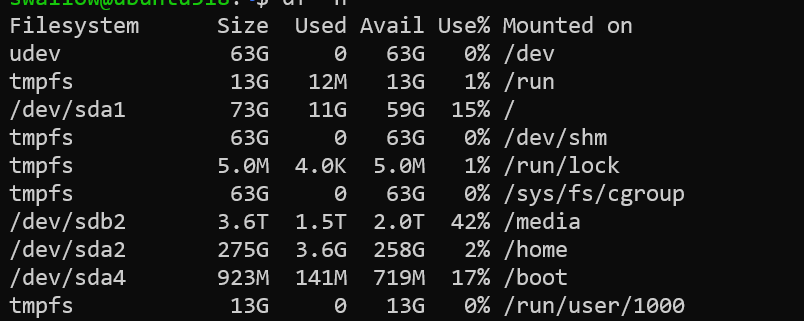 Filesystem Size Used Avail Use% Mounted on
udev 63G 0 63G 0% /dev
tmpfs 13G 12M 13G 1% /run
/dev/sda1 73G 11G 59G 15% /
tmpfs 63G 0 63G 0% /dev/shm
tmpfs 5.0M 4.0K 5.0M 1% /run/lock
tmpfs 63G 0 63G 0% /sys/fs/cgroup
/dev/sdb2 3.6T 1.5T 2.0T 42% /media
/dev/sda2 275G 3.6G 258G 2% /home
/dev/sda4 923M 141M 719M 17% /boot
tmpfs 13G 0 13G 0% /run/user/1000